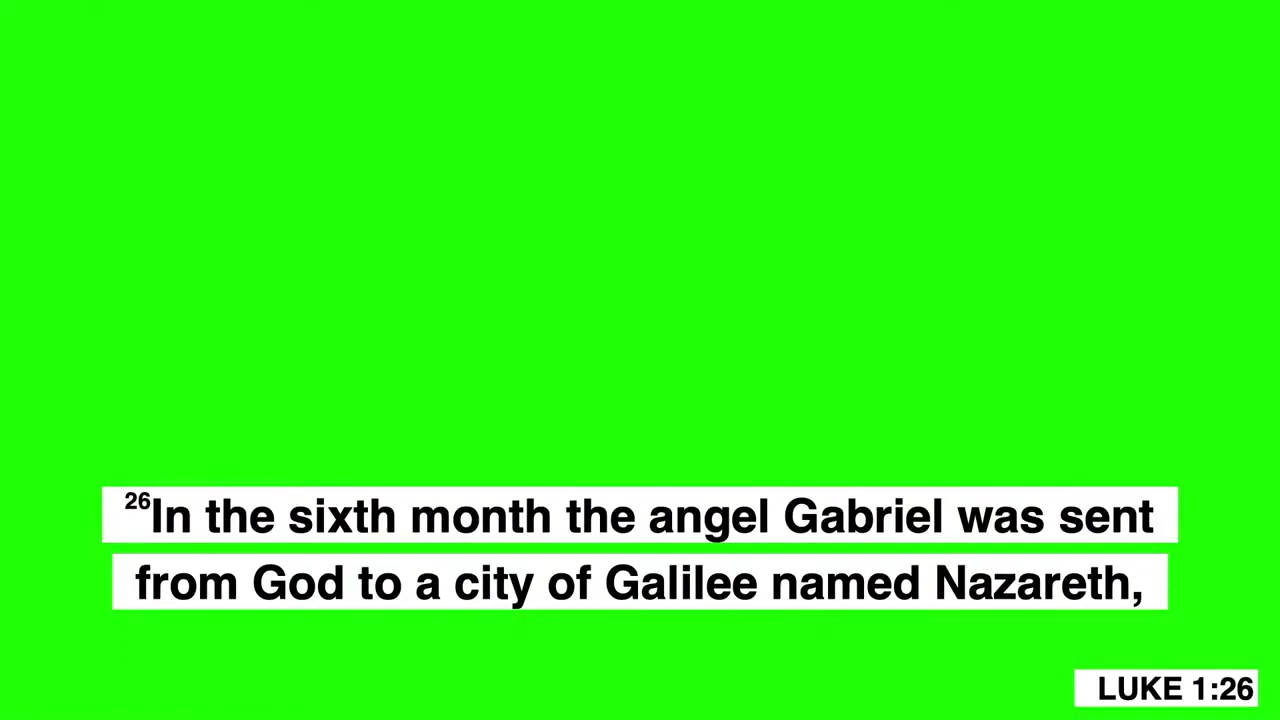 26In the sixth month the angel Gabriel was sent
from God to a city of Galilee named Nazareth,
LUKE 1:26